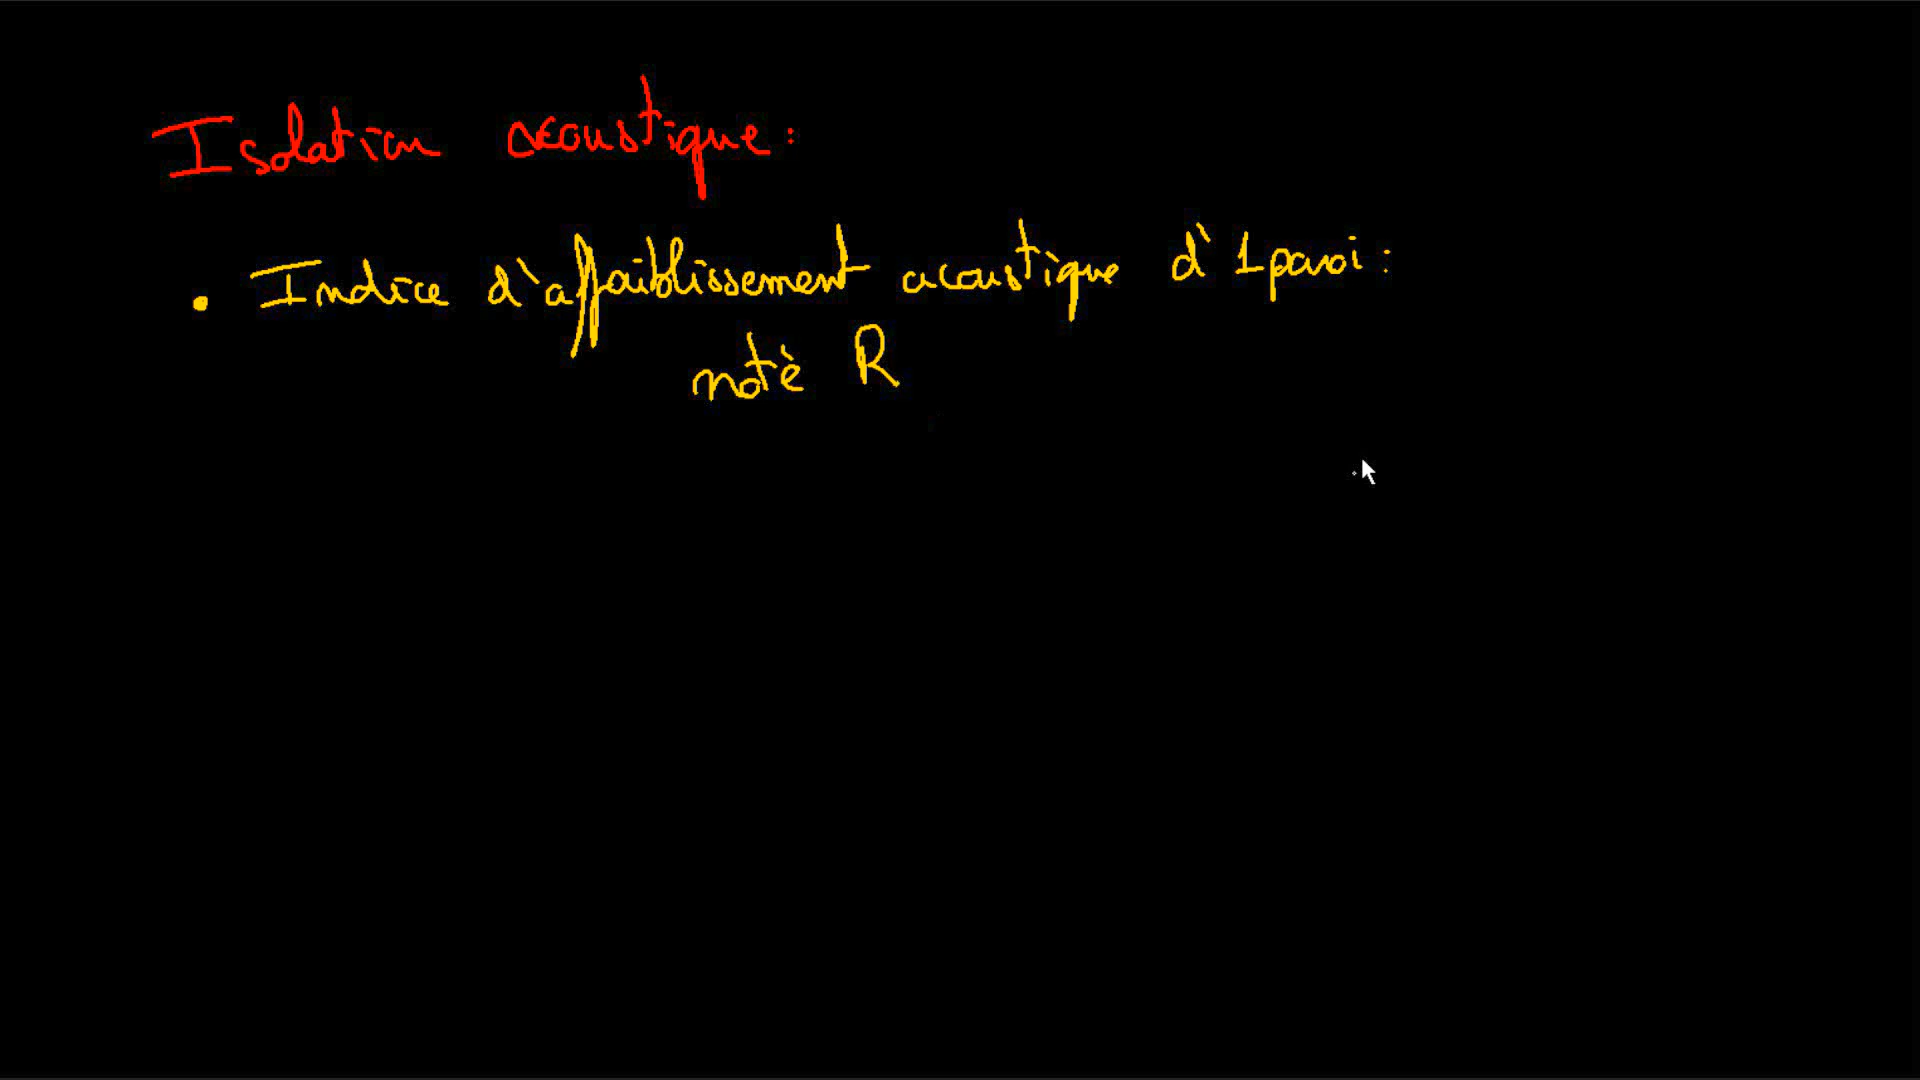 Isolation acoustique :
• Indice d'affaiblissement acoustique d'1 paroi :
noté R